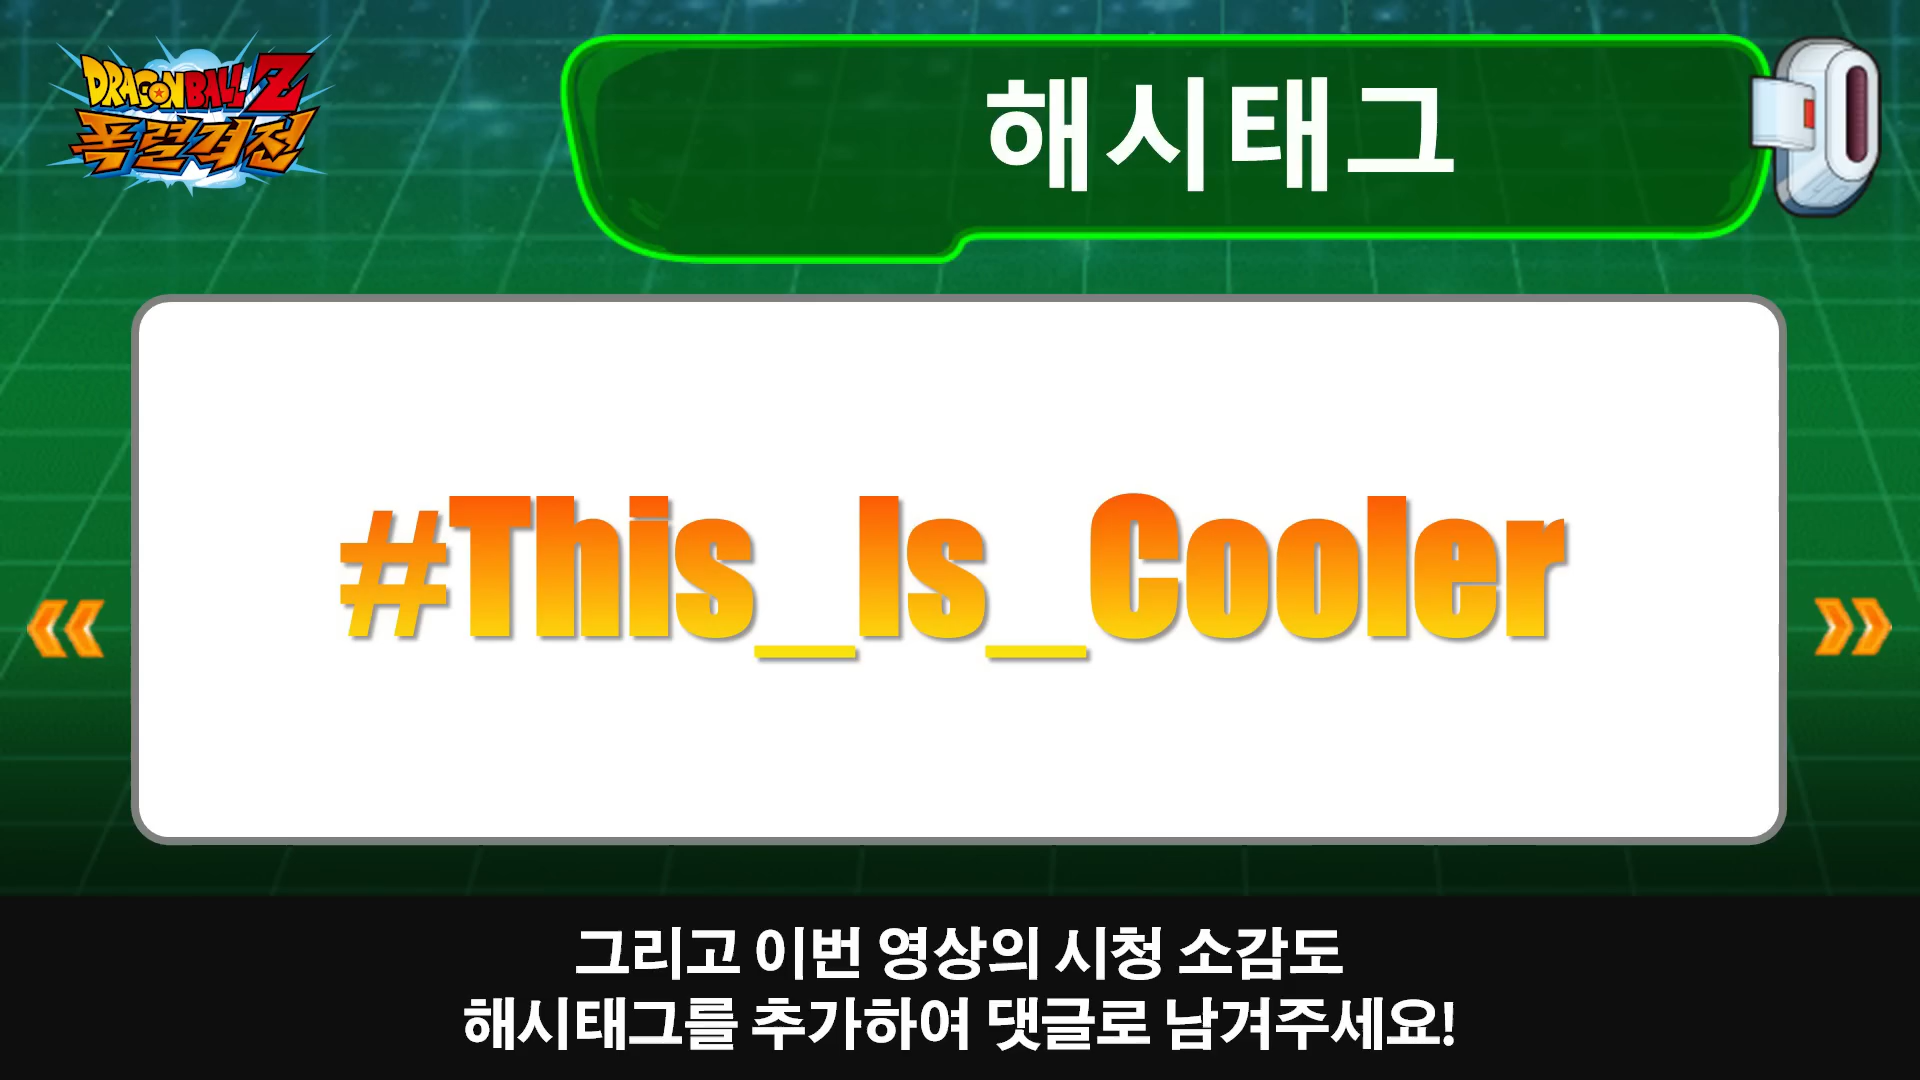 DRAGONBALL Z
폭렬격전
해시태그
#This_Is_Cooler
그리고 이번 영상의 시청 소감도
해시태그를 추가하여 댓글로 남겨주세요!